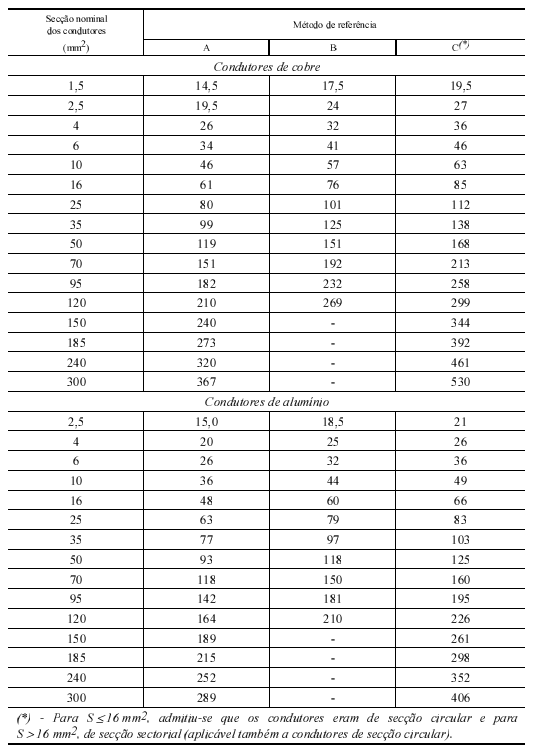 Secção nominal dos condutores (mm2) Método de referência
A B C(*)
Condutores de cobre
1,5 14,5 17,5 19,5
2,5 19,5 24 27
4 26 32 36
6 34 41 46
10 46 57 63
16 61 76 85
25 80 101 112
35 99 125 138
50 119 151 168
70 151 192 213
95 182 232 258
120 210 269 299
150 240 - 344
185 273 - 392
240 320 - 461
300 367 - 530
Condutores de alumínio
2,5 15,0 18,5 21
4 20 25 26
6 26 32 36
10 36 44 49
16 48 60 66
25 63 79 83
35 77 97 103
50 93 118 125
70 118 150 160
95 142 181 195
120 164 210 226
150 189 - 261
185 215 - 298
240 252 - 352
300 289 - 406
(*) - Para S ≤ 16 mm2, admitiu-se que os condutores eram de secção circular e para
S > 16 mm2, de secção sectorial (aplicável também a condutores de secção circular).